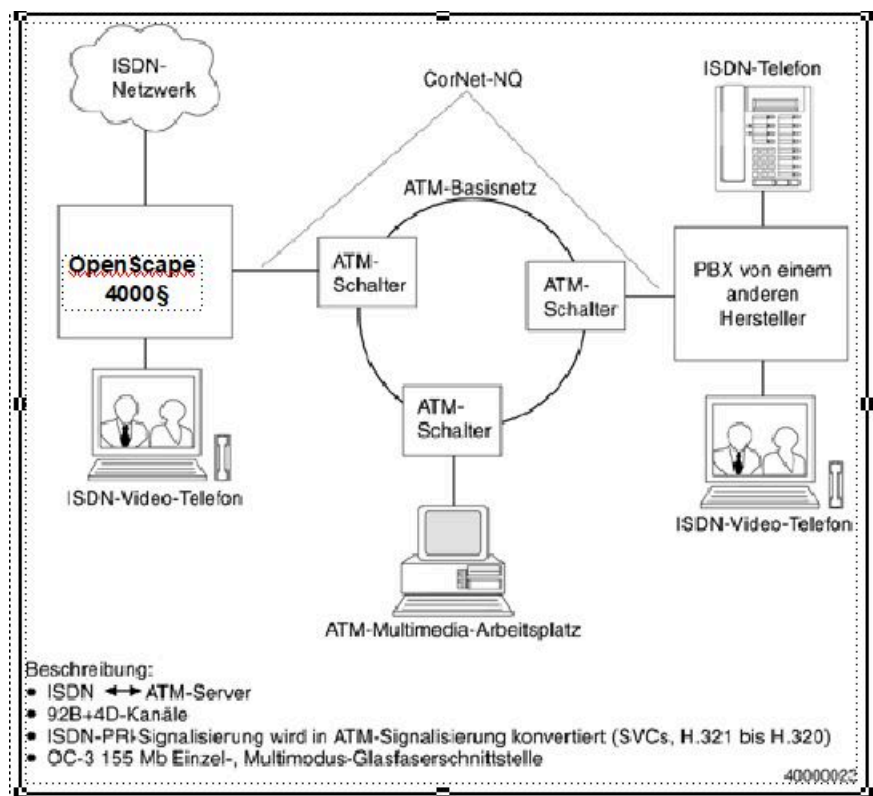 ISDN-
Netzwerk
CorNet-NQ
ISDN-Telefon
ATM-Basisnetz
OpenScape
4000§
ATM-
Schalter
ATM-
Schalter
PBX von einem
anderen
Hersteller
ATM-
Schalter
ISDN-Video-Telefon
ISDN-Video-Telefon
ATM-Multimedia-Arbeitsplatz
Beschreibung:
• ISDN ↔ ATM-Server
• 92B+4D-Kanäle
• ISDN-PRI-Signalisierung wird in ATM-Signalisierung konvertiert (SVCs, H.321 bis H.320)
• OC-3 155 Mb Einzel-, Multimodus-Glasfaserschnittstelle
40000022